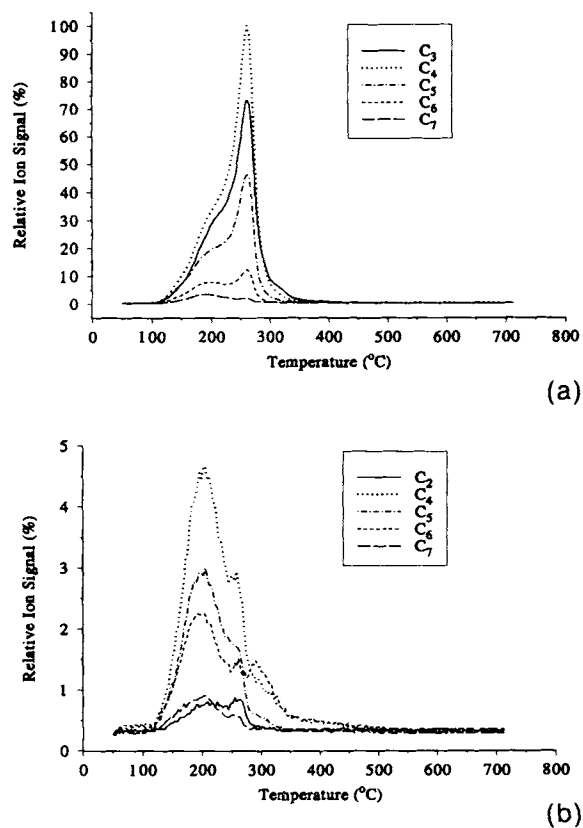 100
90
80
70
60
50
40
30
20
10
0
Relative Ion Signal (%)
C3
C4
C5
C6
C7
0 100 200 300 400 500 600 700 800
Temperature (°C)
(a)
5
4
3
2
1
0
Relative Ion Signal (%)
C2
C4
C5
C6
C7
0 100 200 300 400 500 600 700 800
Temperature (°C)
(b)